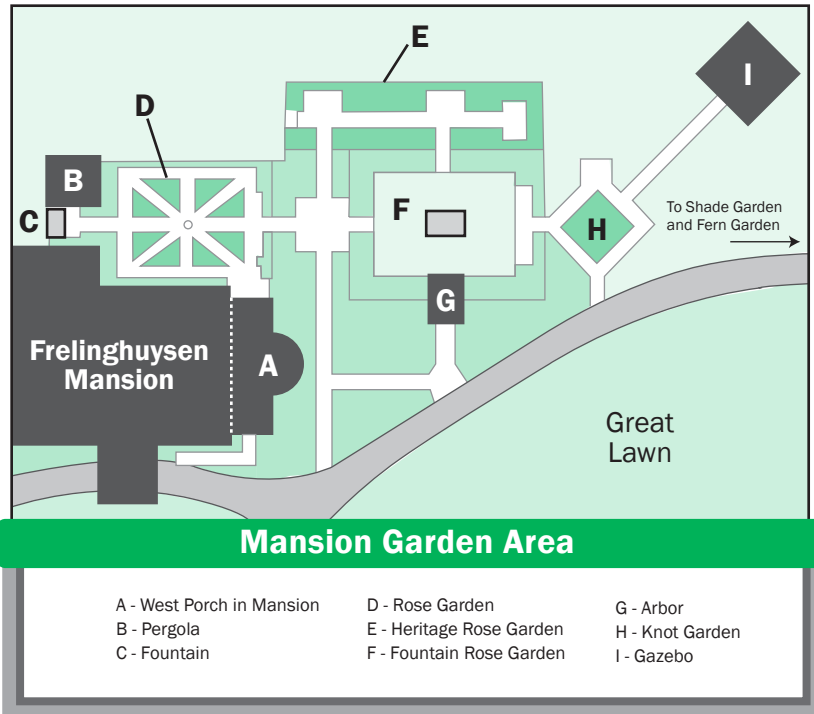 E
I
D
B
C
F
H
To Shade Garden
and Fern Garden
G
Frelinghuysen
Mansion
A
Great
Lawn
Mansion Garden Area
A - West Porch in Mansion
B - Pergola
C - Fountain
D - Rose Garden
E - Heritage Rose Garden
F - Fountain Rose Garden
G - Arbor
H - Knot Garden
I - Gazebo